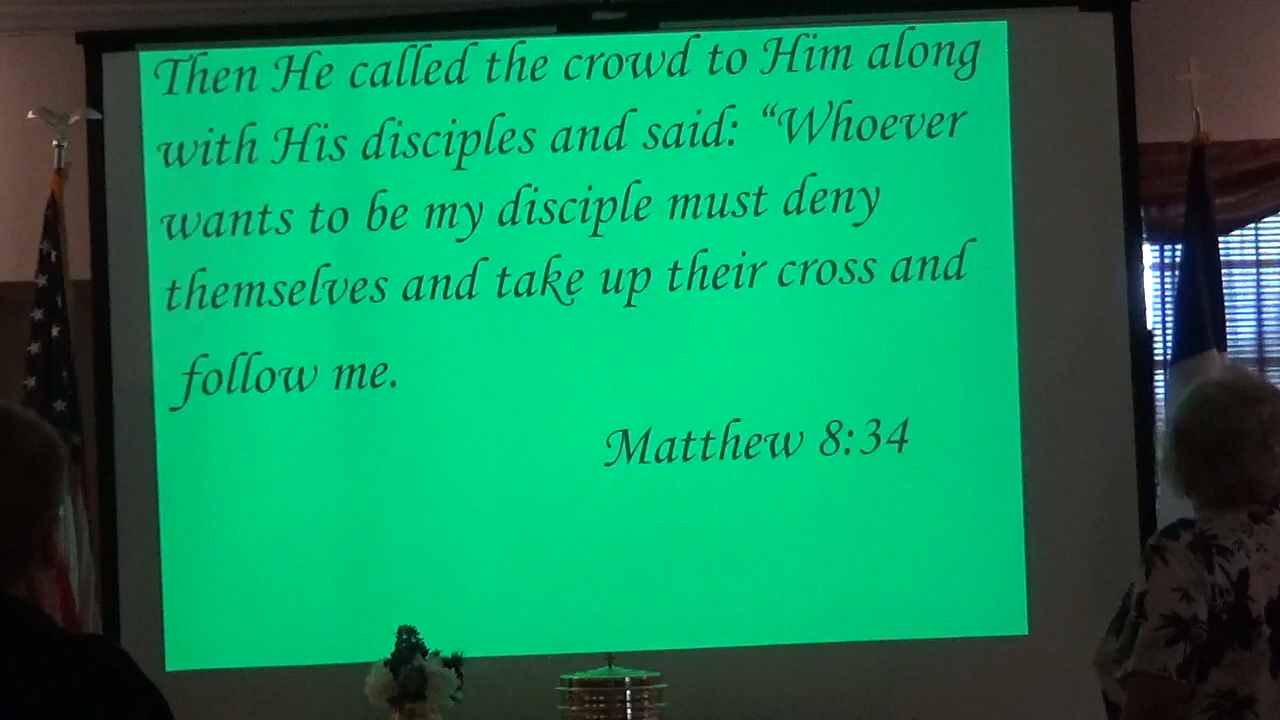 Then He called the crowd to Him along
with His disciples and said: “Whoever
wants to be my disciple must deny
themselves and take up their cross and
follow me.
Matthew 8:34